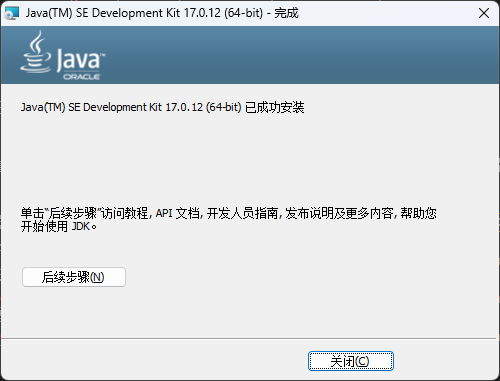 Java(TM) SE Development Kit 17.0.12 (64-bit) - 完成
Java™
ORACLE
Java(TM) SE Development Kit 17.0.12 (64-bit) 已成功安装
单击“后续步骤”访问教程, API 文档, 开发人员指南, 发布说明及更多内容, 帮助您
开始使用 JDK。
后续步骤(N)
关闭(C)